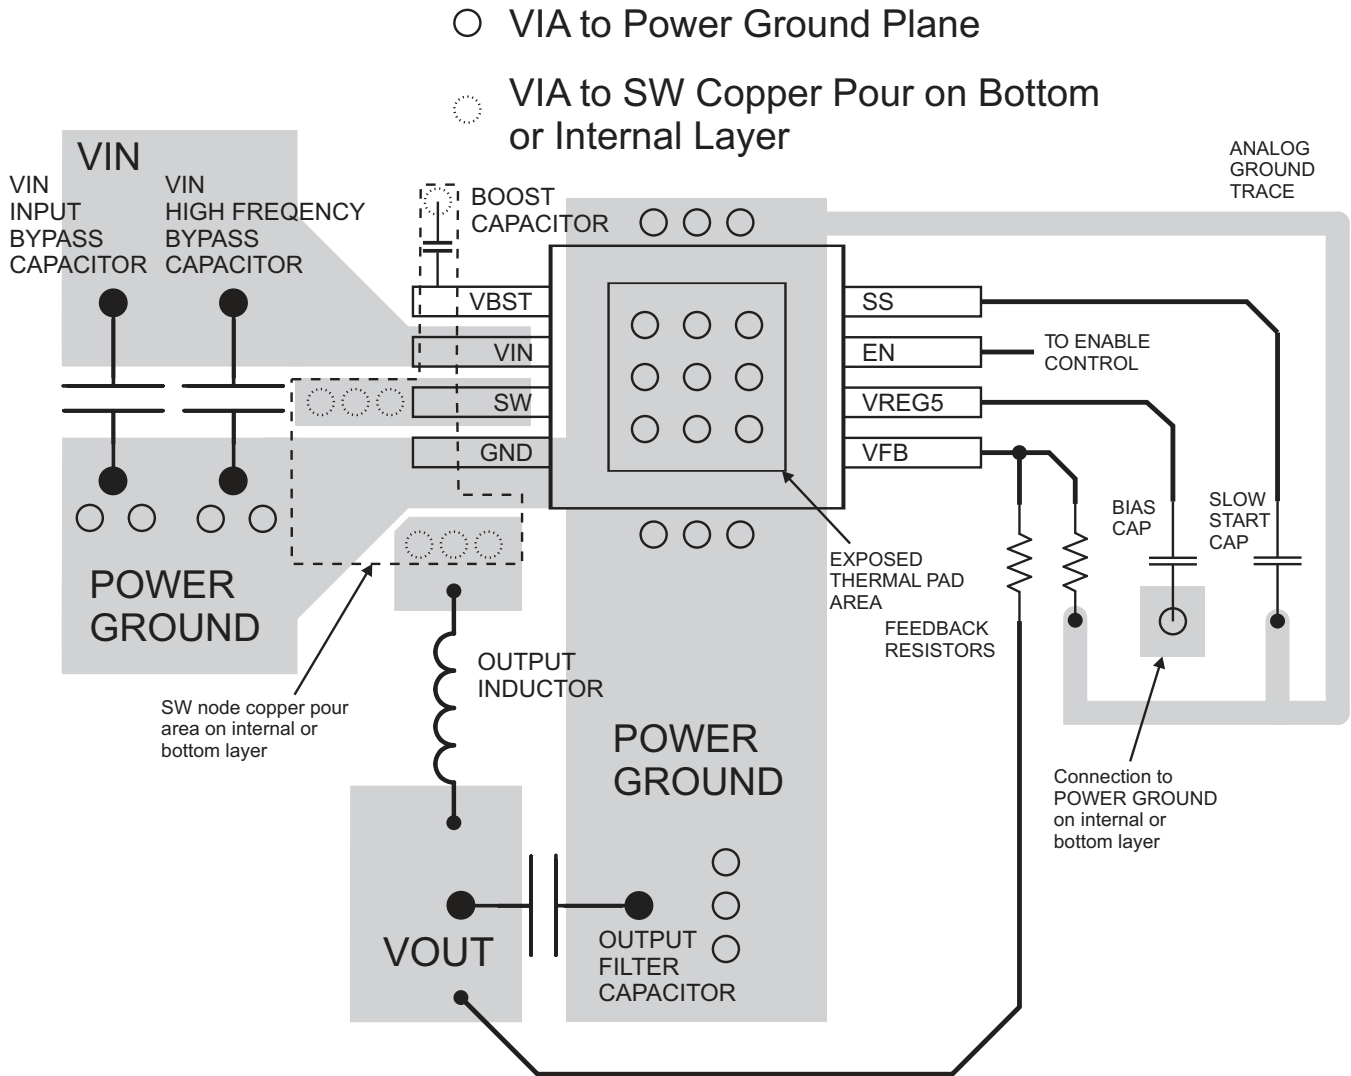 VIA to Power Ground Plane
VIA to SW Copper Pour on Bottom
or Internal Layer
VIN
VIN
INPUT
BYPASS
CAPACITOR
VIN
HIGH FREQENCY
BYPASS
CAPACITOR
BOOST
CAPACITOR
ANALOG
GROUND
TRACE
VBST
VIN
SW
GND
SS
EN
VREG5
VFB
TO ENABLE
CONTROL
BIAS
CAP
SLOW
START
CAP
EXPOSED
THERMAL PAD
AREA
FEEDBACK
RESISTORS
POWER
GROUND
SW node copper pour
area on internal or
bottom layer
OUTPUT
INDUCTOR
POWER
GROUND
Connection to
POWER GROUND
on internal or
bottom layer
VOUT
OUTPUT
FILTER
CAPACITOR